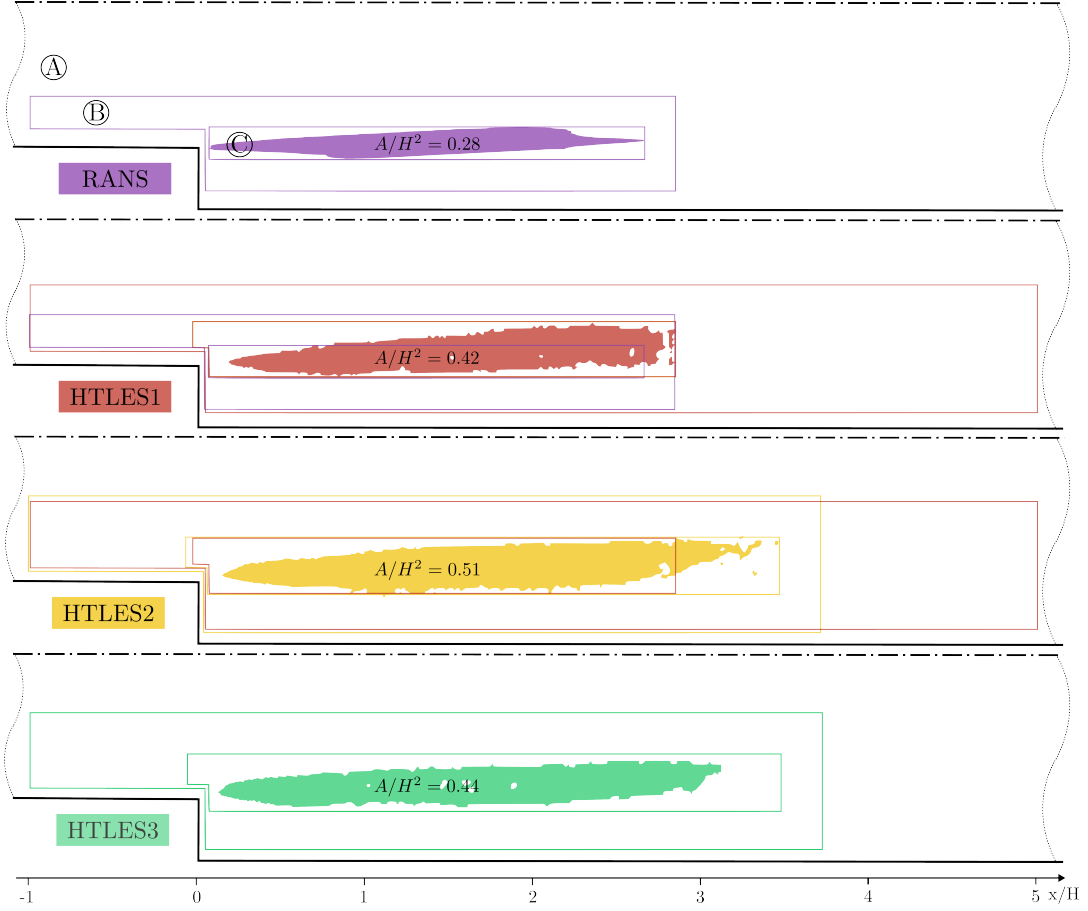 A
B
C
A/H² = 0.28
RANS
A/H² = 0.42
HTLES1
A/H² = 0.51
HTLES2
A/H² = 0.44
HTLES3
-1 0 1 2 3 4 5 x/H